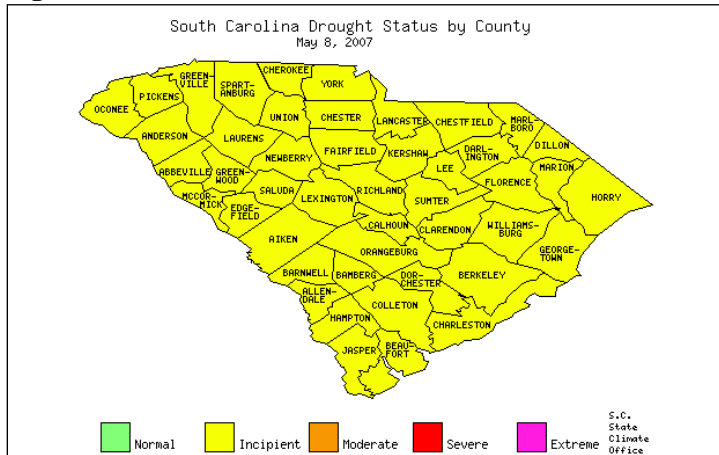 South Carolina Drought Status by County
May 8, 2007
CHEROKEE
GREEN-
VILLE
SPART-
ANBURG
YORK
PICKENS
OCONEE
UNION
CHESTER
LANCASTER
CHESTFIELD
MARL-
BORO
ANDERSON
LAURENS
DILLON
FAIRFIELD
KERSHAW
DARL-
INGTON
NEWBERRY
LEE
MARION
ABBEVILLE
GREEN-
WOOD
FLORENCE
MCCOR-
MICK
SALUDA
LEXINGTON
RICHLAND
SUMTER
HORRY
EDGE-
FIELD
CALHOUN
CLARENDON
WILLIAMS-
BURG
AIKEN
ORANGEBURG
GEORGE-
TOWN
BARNWELL
BAMBERG
DOR-
CHESTER
BERKELEY
ALLEN-
DALE
COLLETON
HAMPTON
CHARLESTON
JASPER
BEAU-
FORT
Normal
Incipient
Moderate
Severe
Extreme
S.C.
State
Climate
Office